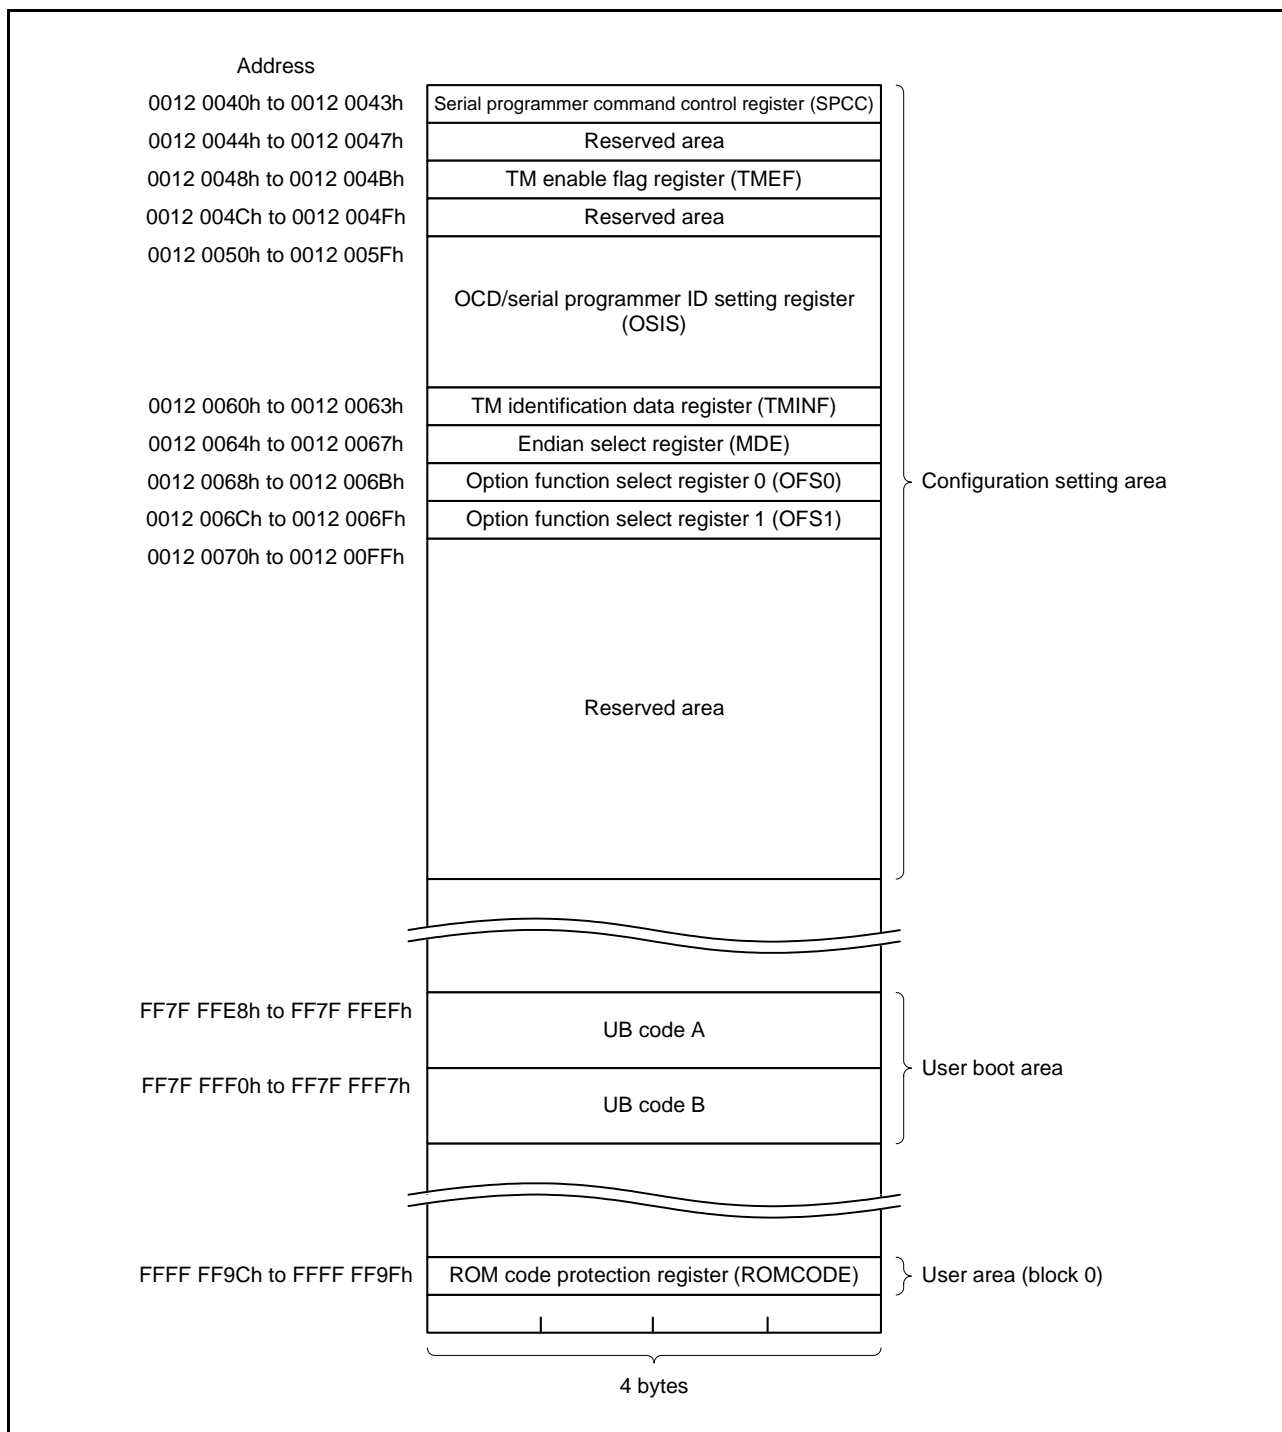 Address
0012 0040h to 0012 0043h Serial programmer command control register (SPCC)
0012 0044h to 0012 0047h Reserved area
0012 0048h to 0012 004Bh TM enable flag register (TMEF)
0012 004Ch to 0012 004Fh Reserved area
0012 0050h to 0012 005Fh
OCD/serial programmer ID setting register
(OSIS)
0012 0060h to 0012 0063h TM identification data register (TMINF)
0012 0064h to 0012 0067h Endian select register (MDE)
0012 0068h to 0012 006Bh Option function select register 0 (OFS0)
Configuration setting area
0012 006Ch to 0012 006Fh Option function select register 1 (OFS1)
0012 0070h to 0012 00FFh
Reserved area
FF7F FFE8h to FF7F FFEFh
UB code A
User boot area
FF7F FFF0h to FF7F FFF7h
UB code B
FFFF FF9Ch to FFFF FF9Fh ROM code protection register (ROMCODE) User area (block 0)
4 bytes